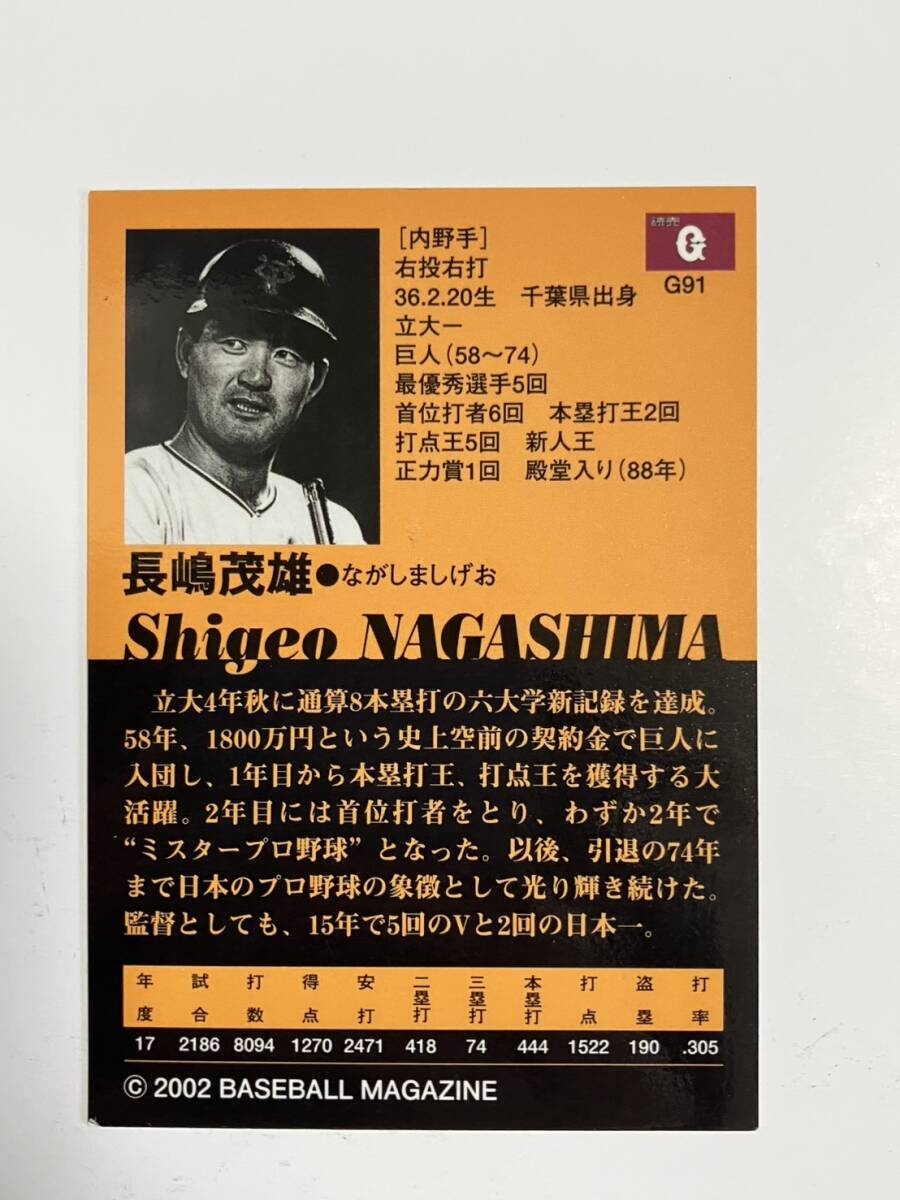 読売
G
G91
[内野手]
右投右打
36.2.20生 千葉県出身
立大ー
巨人(58〜74)
最優秀選手5回
首位打者6回 本塁打王2回
打点王5回 新人王
正力賞1回 殿堂入り(88年)
長嶋茂雄●ながしましげお
Shigeo NAGASHIMA
立大4年秋に通算8本塁打の六大学新記録を達成。
58年、1800万円という史上空前の契約金で巨人に
入団し、1年目から本塁打王、打点王を獲得する大
活躍。2年目には首位打者をとり、わずか2年で
“ミスタープロ野球”となった。以後、引退の74年
まで日本のプロ野球の象徴として光り輝き続けた。
監督としても、15年で5回のVと2回の日本一。
年度 試合 打数 得点 安打 二塁打 三塁打 本塁打 打点 盗塁 打率
17 2186 8094 1270 2471 418 74 444 1522 190 .305
© 2002 BASEBALL MAGAZINE